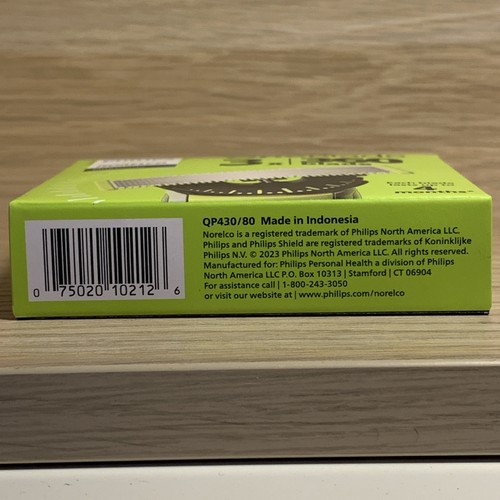 4
months*
QP430/80 Made in Indonesia
Norelco is a registered trademark of Philips North America LLC.
Philips and Philips Shield are registered trademarks of Koninklijke
Philips N.V. © 2023 Philips North America LLC. All rights reserved.
Manufactured for: Philips Personal Health a division of Philips
North America LLC P.O. Box 10313 | Stamford | CT 06904
For assistance call | 1-800-243-3050
or visit our website at | www.philips.com/norelco
0 75020 10212 6